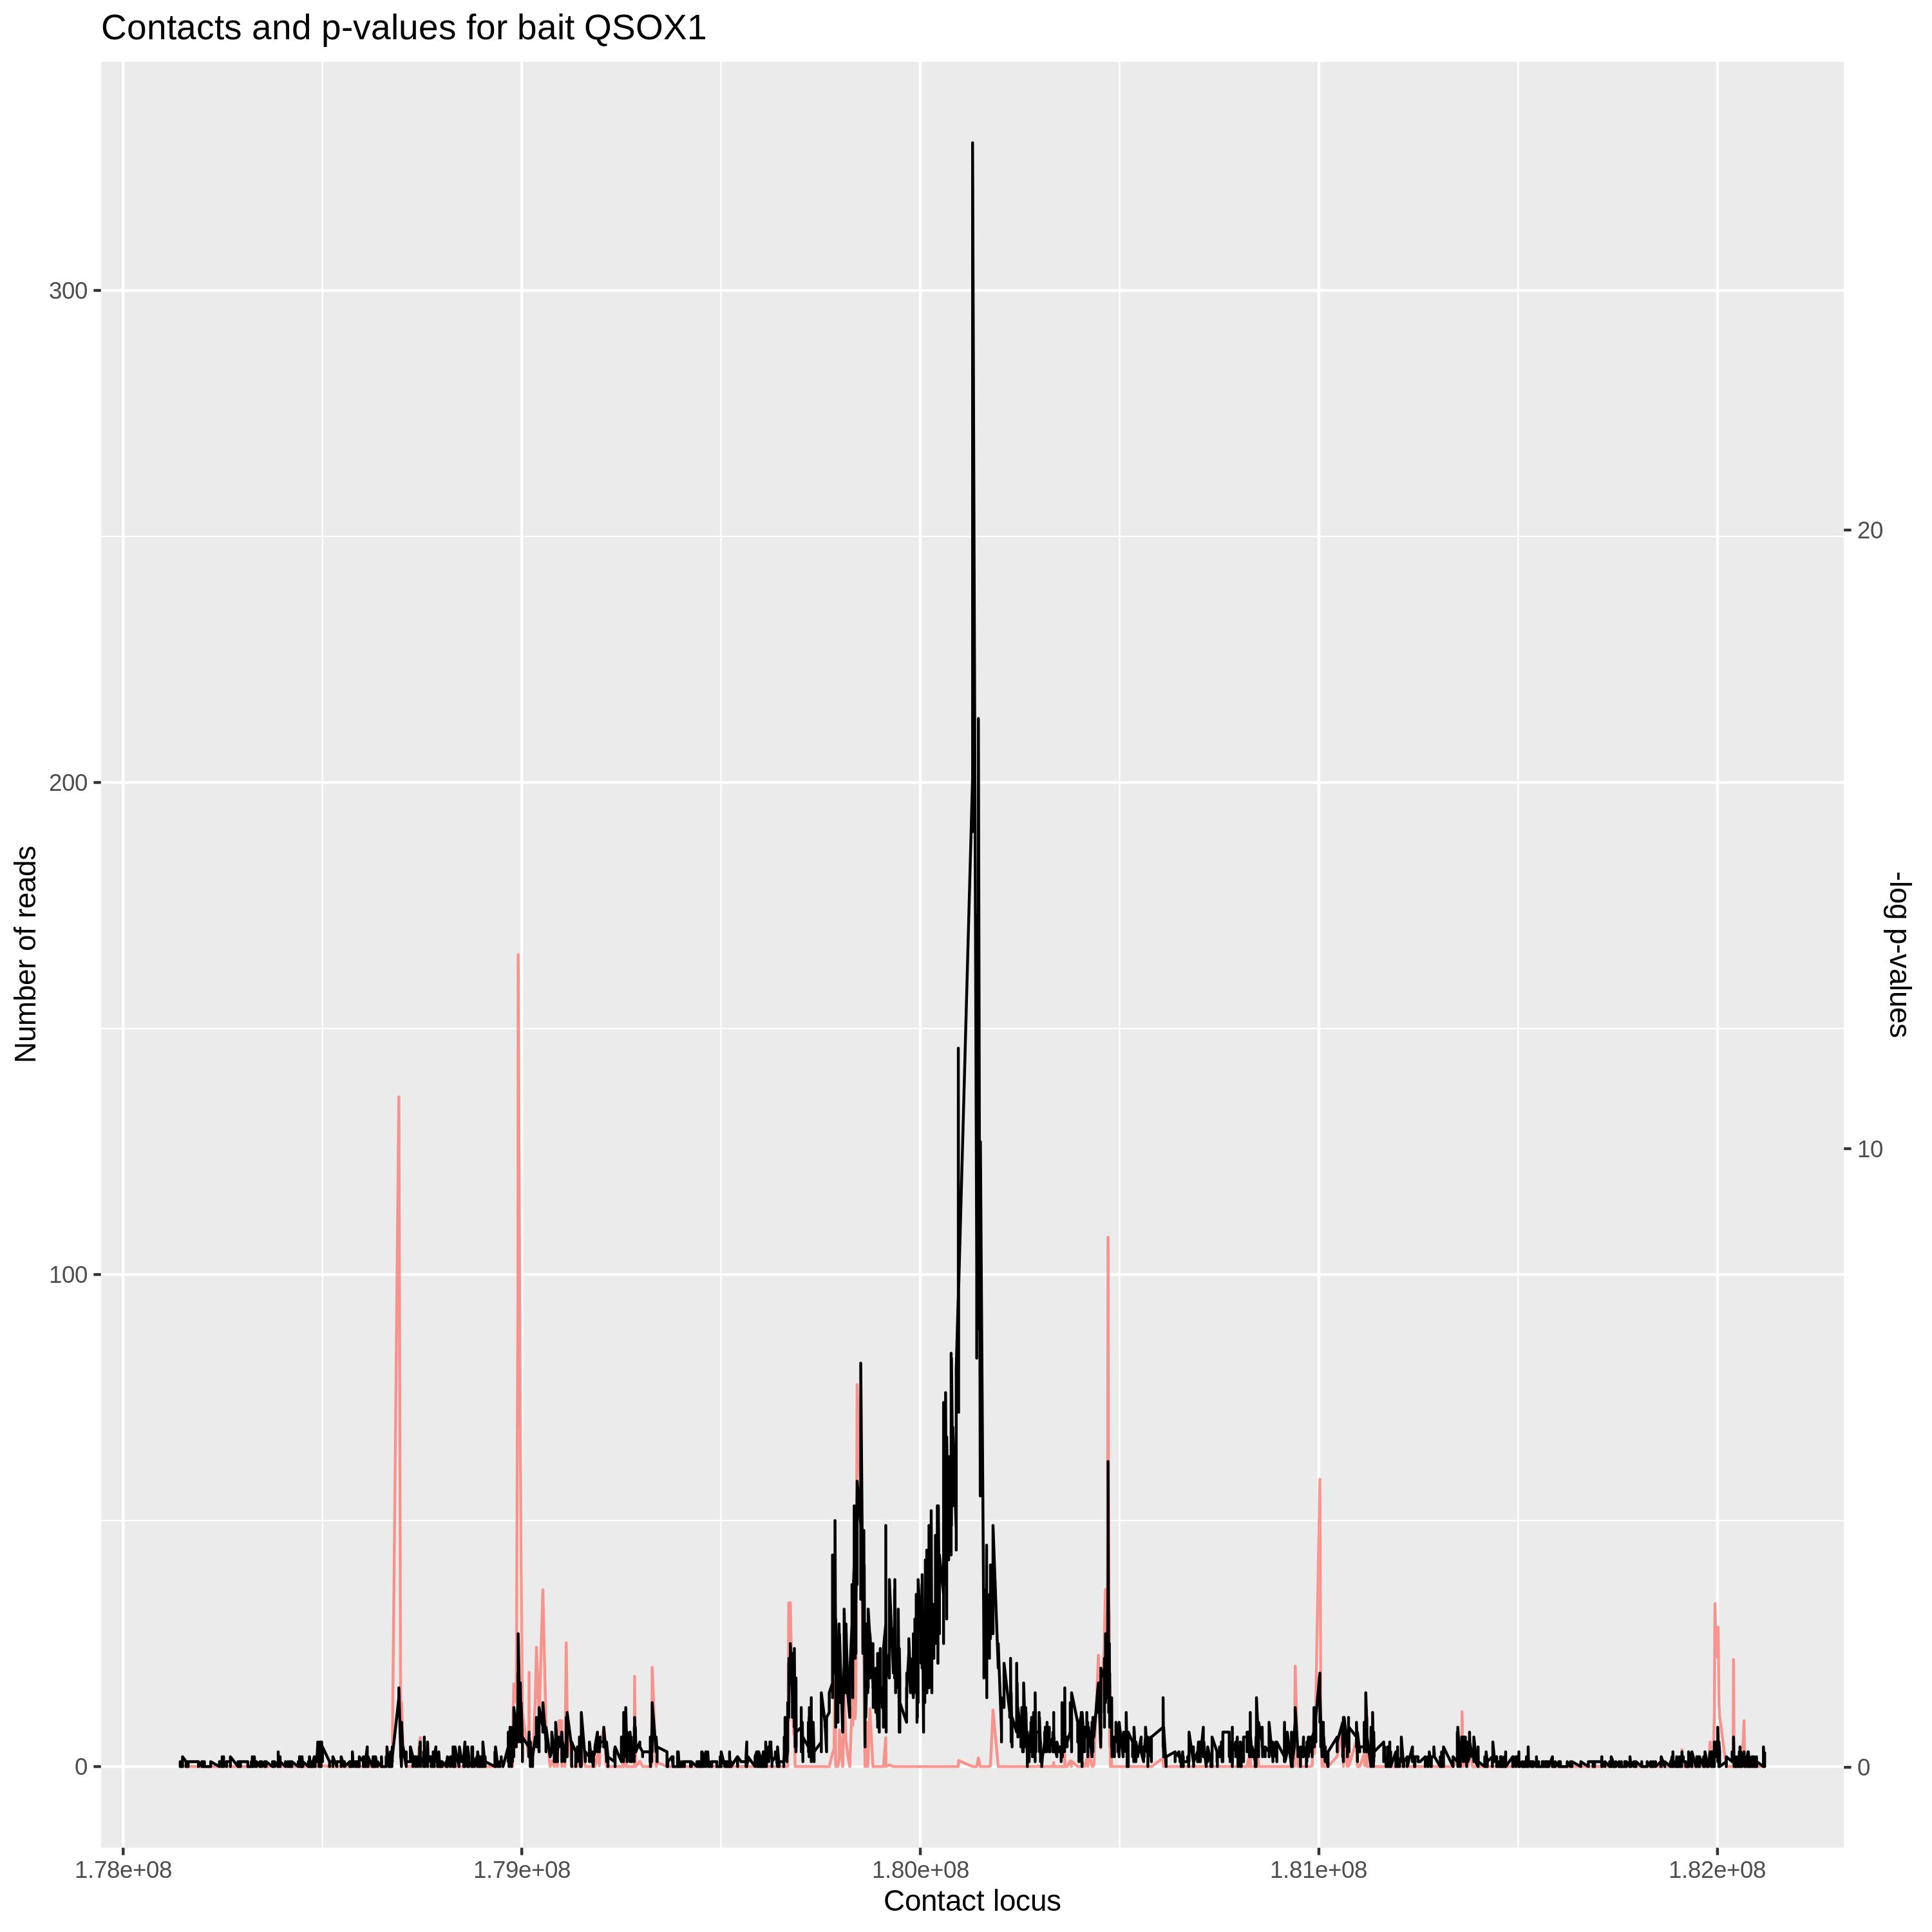 Contacts and p-values for bait QSOX1
Number of reads
300
200
100
0
20
10
0
-log p-values
1.78e+08
1.79e+08
1.80e+08
1.81e+08
1.82e+08
Contact locus